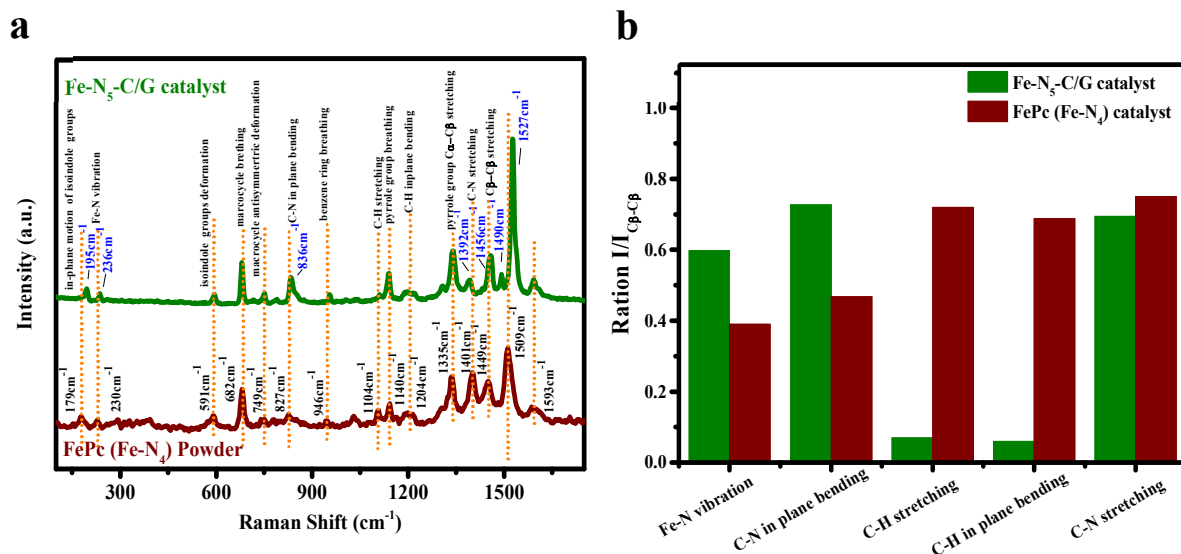 a
Fe-N5-C/G catalyst
in-phane motion of isoindole groups
195cm-1
Fe-N vibration
236cm-1
isoindole groups deformation
marcocycle brething
macrocycle antisymmertric deformation
C-N in plane bending
836cm-1
benzene ring breathing
C-H stretching
pyrrole group breathing
C-H inplane bending
pyrrole group Cα-Cβ stretching
1392cm-1
C-N stretching
1456cm-1
Cβ-Cβ stretching
1490cm-1
1527cm-1
179cm-1
230cm-1
591cm-1
682cm-1
749cm-1
827cm-1
946cm-1
1104cm-1
1140cm-1
1204cm-1
1335cm-1
1401cm-1
1449cm-1
1509cm-1
1593cm-1
FePc (Fe-N4) Powder
Intensity (a.u.)
300 600 900 1200 1500
Raman Shift (cm-1)
b
Fe-N5-C/G catalyst
FePc (Fe-N4) catalyst
Ration I/ICβ-Cβ
1.0
0.8
0.6
0.4
0.2
0.0
Fe-N vibration
C-N in plane bending
C-H stretching
C-H in plane bending
C-N stretching